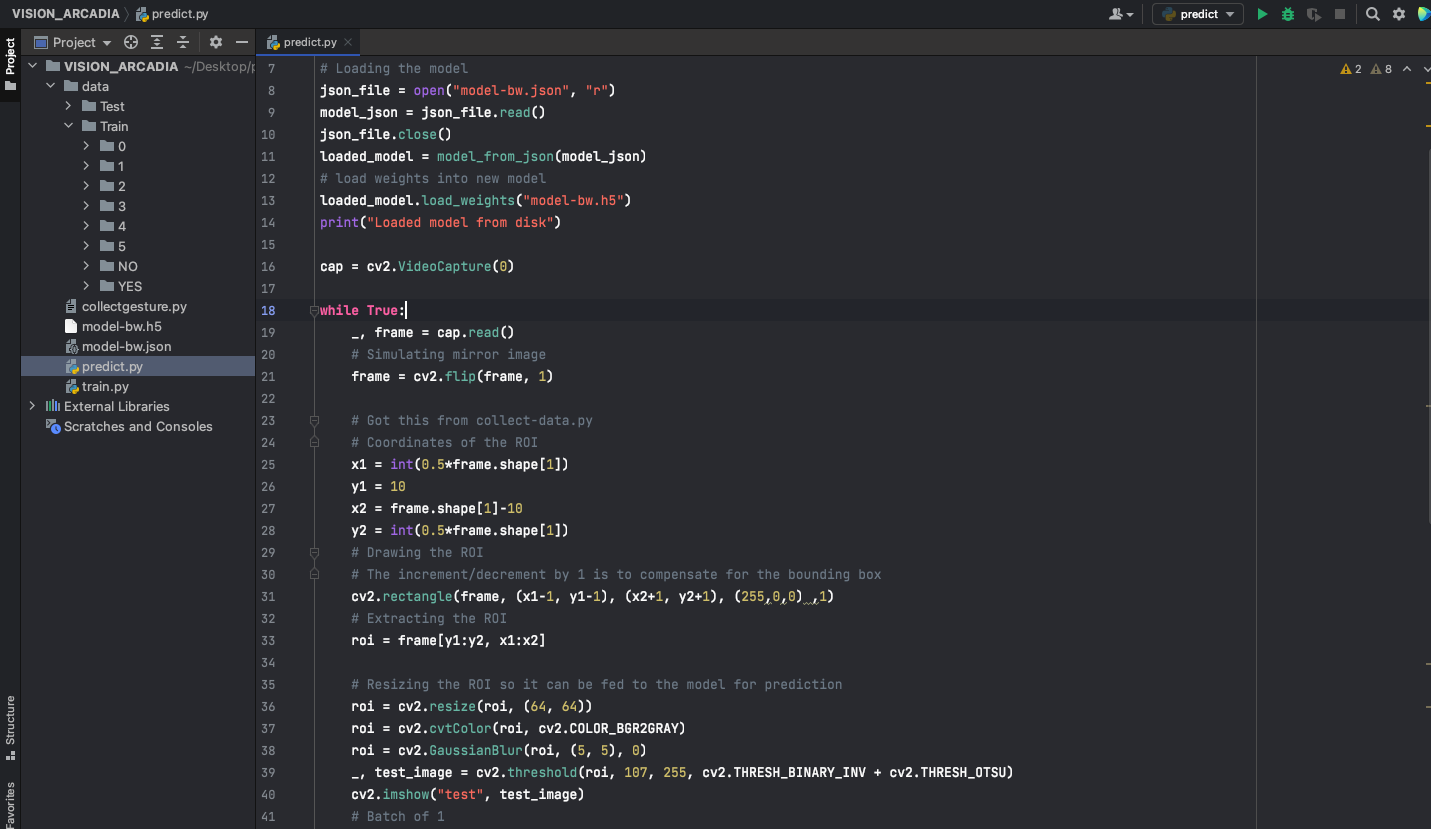 VISION_ARCADIA predict.py
predict
Project
predict.py
Project
VISION_ARCADIA ~/Desktop/p
data
Test
Train
0
1
2
3
4
5
NO
YES
collectgesture.py
model-bw.h5
model-bw.json
predict.py
train.py
External Libraries
Scratches and Consoles
Structure
Favorites
2 8
7 # Loading the model
8 json_file = open("model-bw.json", "r")
9 model_json = json_file.read()
10 json_file.close()
11 loaded_model = model_from_json(model_json)
12 # load weights into new model
13 loaded_model.load_weights("model-bw.h5")
14 print("Loaded model from disk")
15
16 cap = cv2.VideoCapture(0)
17
18 while True:
19 _, frame = cap.read()
20 # Simulating mirror image
21 frame = cv2.flip(frame, 1)
22
23 # Got this from collect-data.py
24 # Coordinates of the ROI
25 x1 = int(0.5*frame.shape[1])
26 y1 = 10
27 x2 = frame.shape[1]-10
28 y2 = int(0.5*frame.shape[1])
29 # Drawing the ROI
30 # The increment/decrement by 1 is to compensate for the bounding box
31 cv2.rectangle(frame, (x1-1, y1-1), (x2+1, y2+1), (255,0,0) ,1)
32 # Extracting the ROI
33 roi = frame[y1:y2, x1:x2]
34
35 # Resizing the ROI so it can be fed to the model for prediction
36 roi = cv2.resize(roi, (64, 64))
37 roi = cv2.cvtColor(roi, cv2.COLOR_BGR2GRAY)
38 roi = cv2.GaussianBlur(roi, (5, 5), 0)
39 _, test_image = cv2.threshold(roi, 107, 255, cv2.THRESH_BINARY_INV + cv2.THRESH_OTSU)
40 cv2.imshow("test", test_image)
41 # Batch of 1